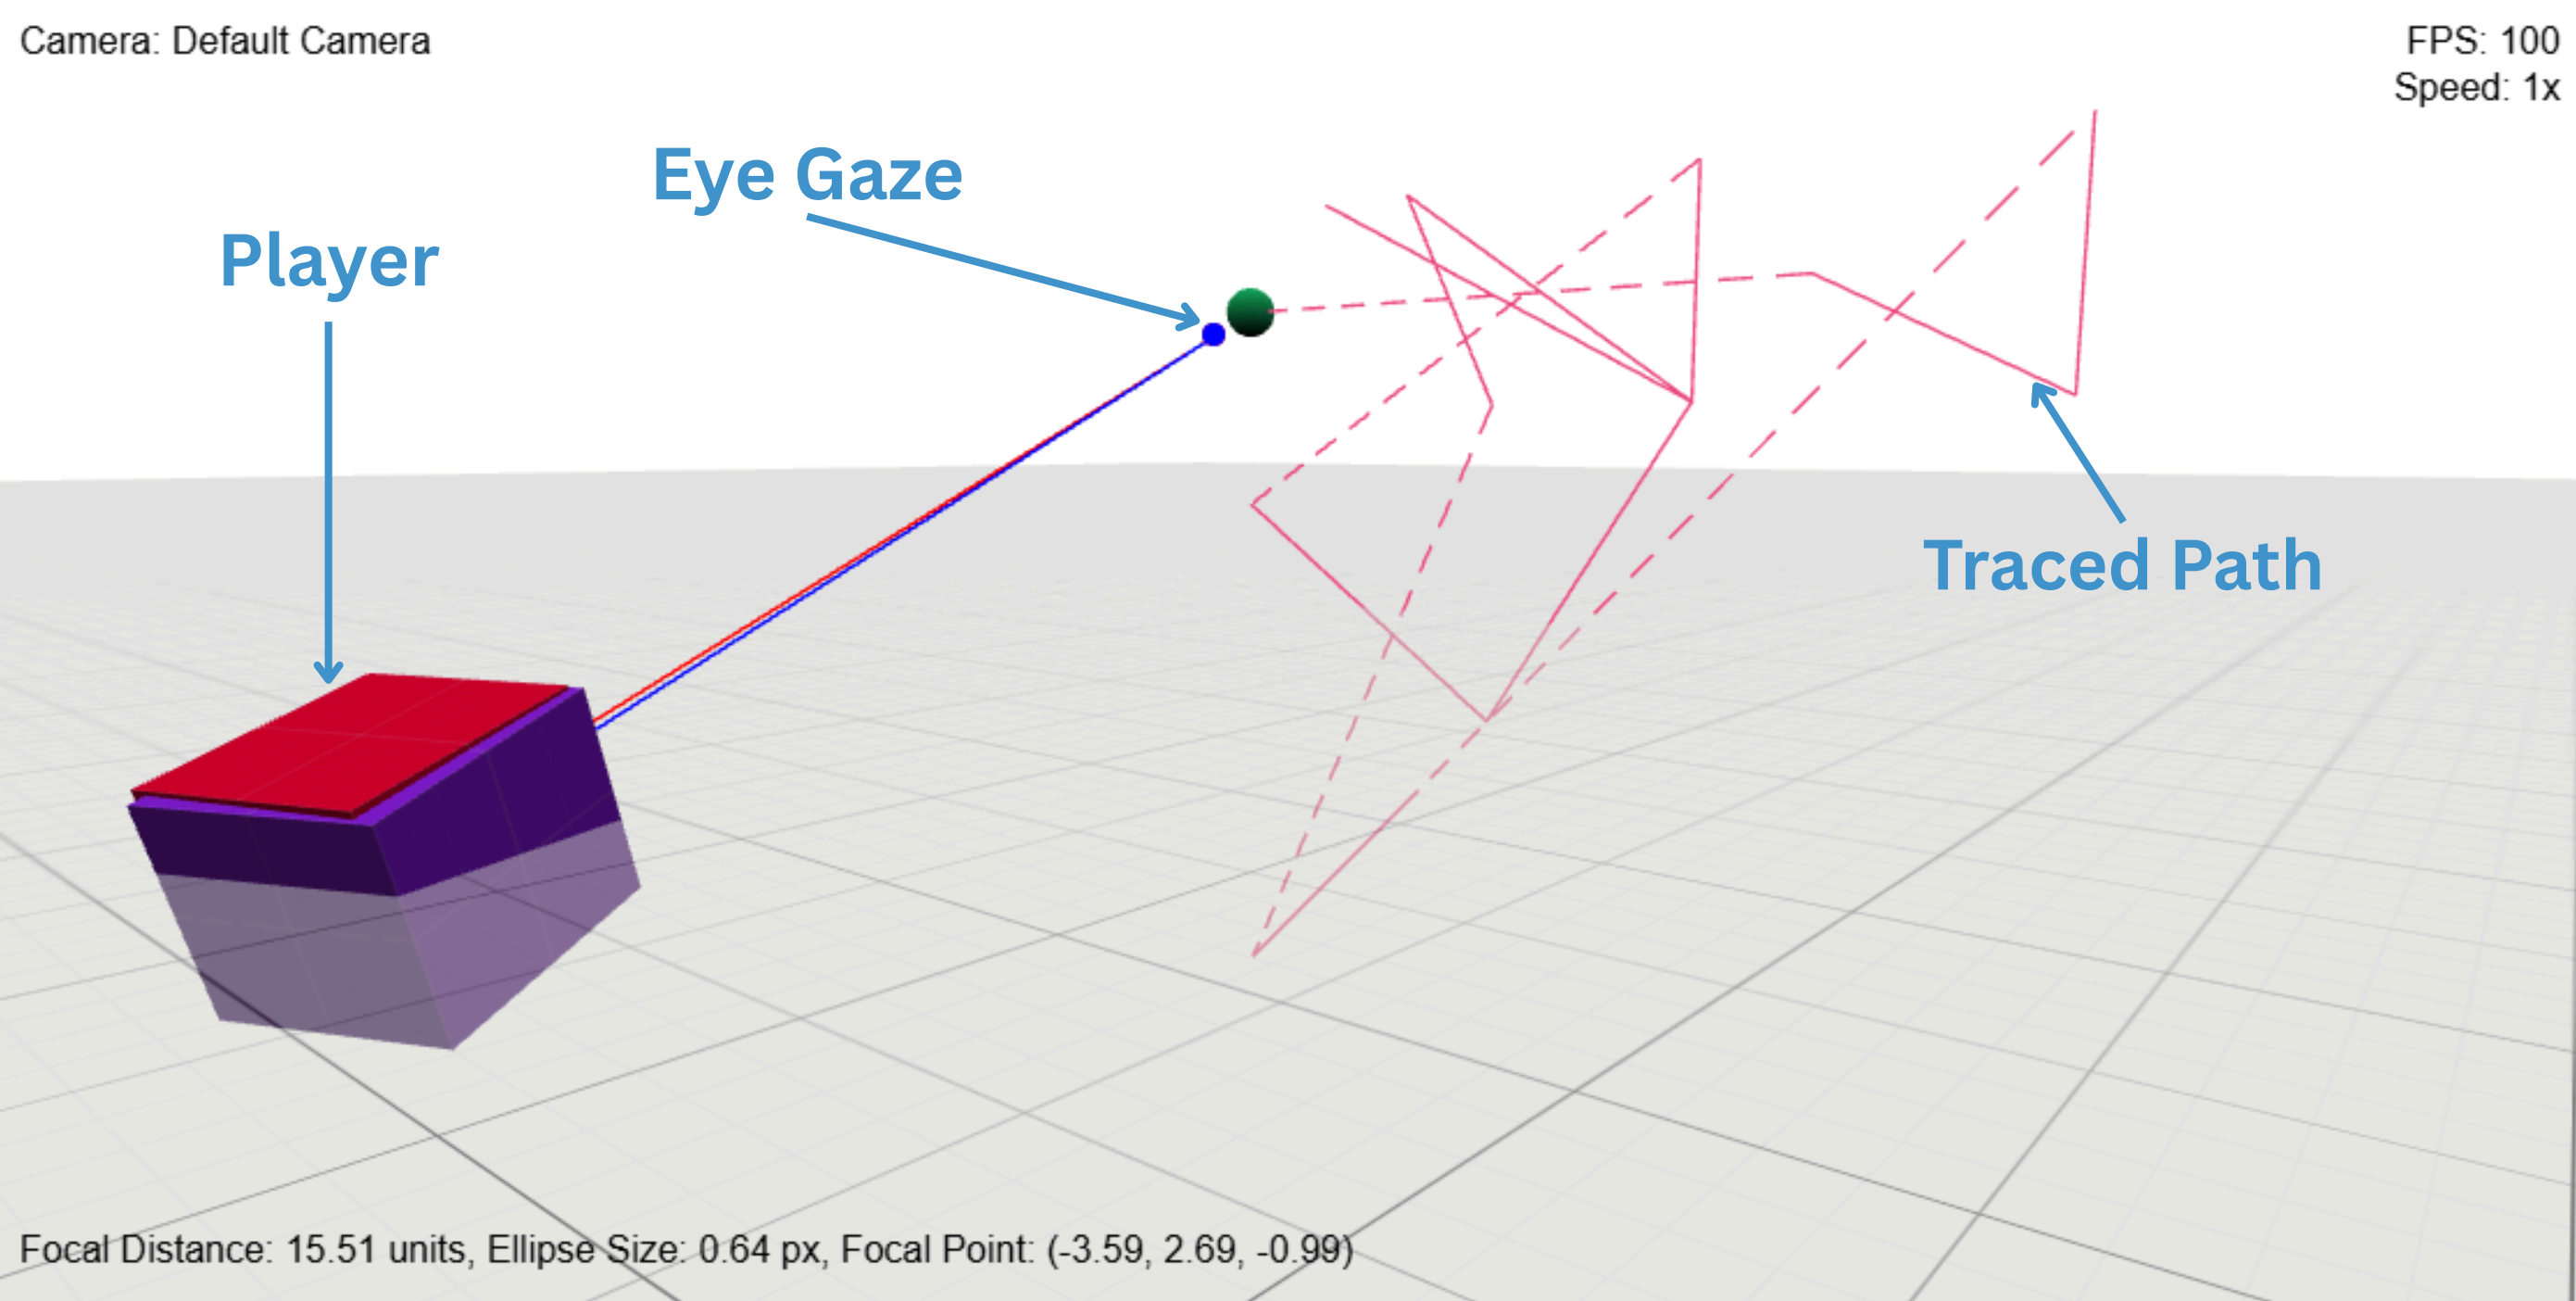 Camera: Default Camera
FPS: 100
Speed: 1x
Eye Gaze
Player
Traced Path
Focal Distance: 15.51 units, Ellipse Size: 0.64 px, Focal Point: (-3.59, 2.69, -0.99)